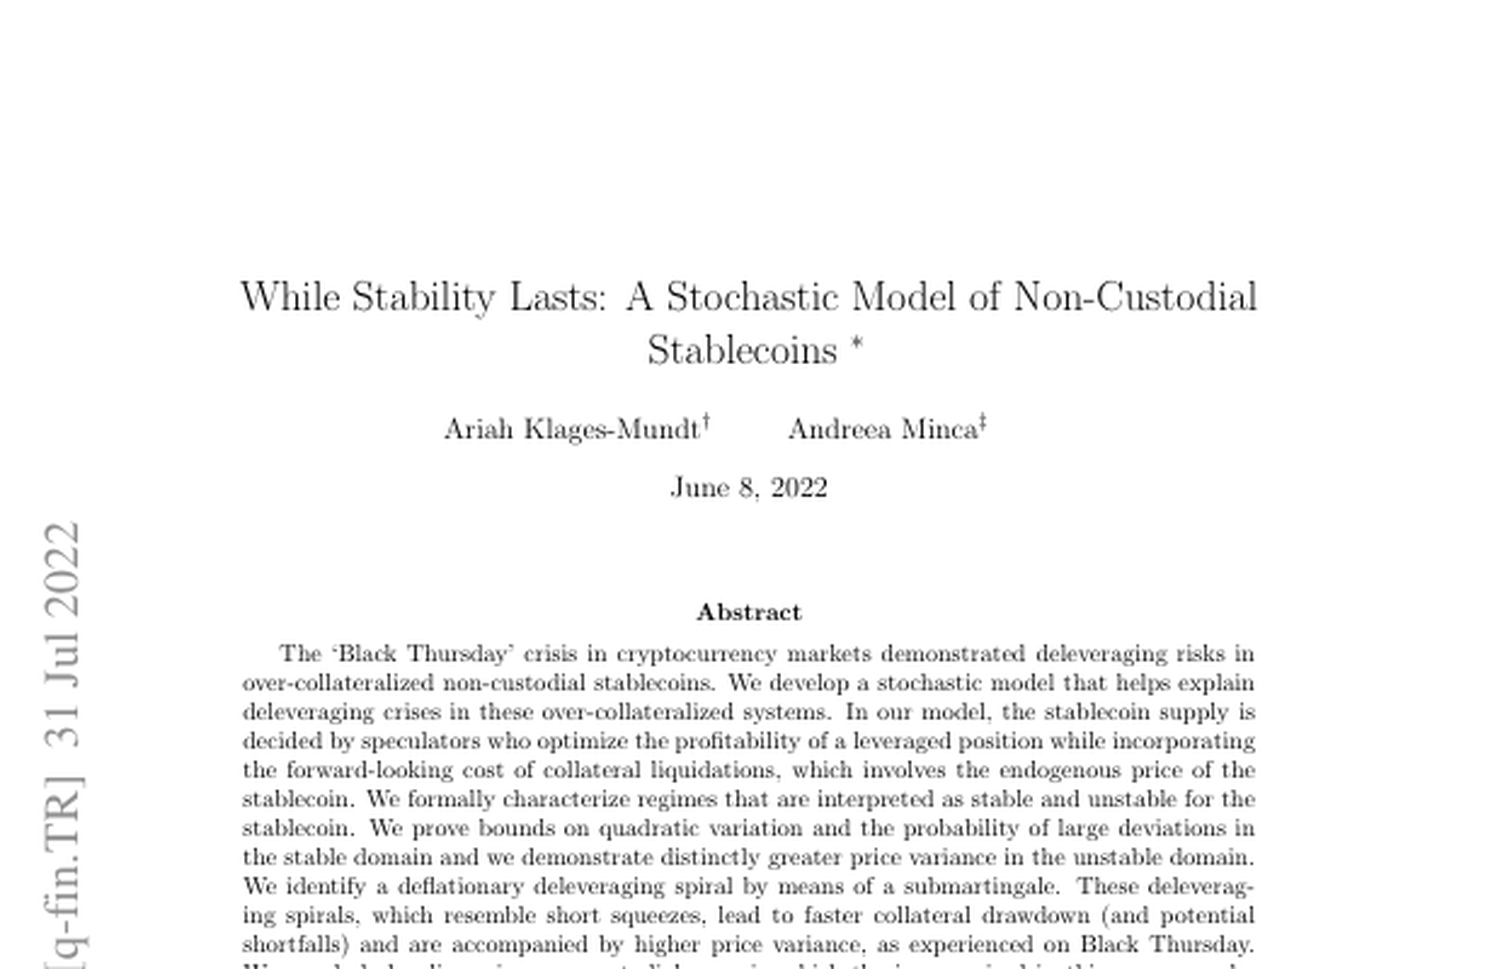 While Stability Lasts: A Stochastic Model of Non-Custodial
Stablecoins *
Ariah Klages-Mundt† Andreea Minca‡
June 8, 2022
[q-fin.TR] 31 Jul 2022
Abstract
The ‘Black Thursday’ crisis in cryptocurrency markets demonstrated deleveraging risks in
over-collateralized non-custodial stablecoins. We develop a stochastic model that helps explain
deleveraging crises in these over-collateralized systems. In our model, the stablecoin supply is
decided by speculators who optimize the profitability of a leveraged position while incorporating
the forward-looking cost of collateral liquidations, which involves the endogenous price of the
stablecoin. We formally characterize regimes that are interpreted as stable and unstable for the
stablecoin. We prove bounds on quadratic variation and the probability of large deviations in
the stable domain and we demonstrate distinctly greater price variance in the unstable domain.
We identify a deflationary deleveraging spiral by means of a submartingale. These deleverag-
ing spirals, which resemble short squeezes, lead to faster collateral drawdown (and potential
shortfalls) and are accompanied by higher price variance, as experienced on Black Thursday.